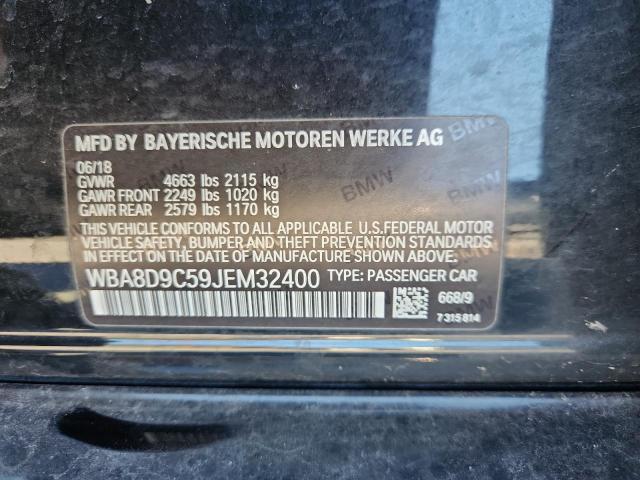 MFD BY BAYERISCHE MOTOREN WERKE AG
06/18
GVWR 4663 lbs 2115 kg
GAWR FRONT 2249 lbs 1020 kg
GAWR REAR 2579 lbs 1170 kg
THIS VEHICLE CONFORMS TO ALL APPLICABLE U.S.FEDERAL MOTOR
VEHICLE SAFETY, BUMPER AND THEFT PREVENTION STANDARDS
IN EFFECT ON THE DATE OF MANUFACTURE SHOWN ABOVE.
WBA8D9C59JEM32400 TYPE: PASSENGER CAR
668/9
7 315 814
BMW
BMW
BMW